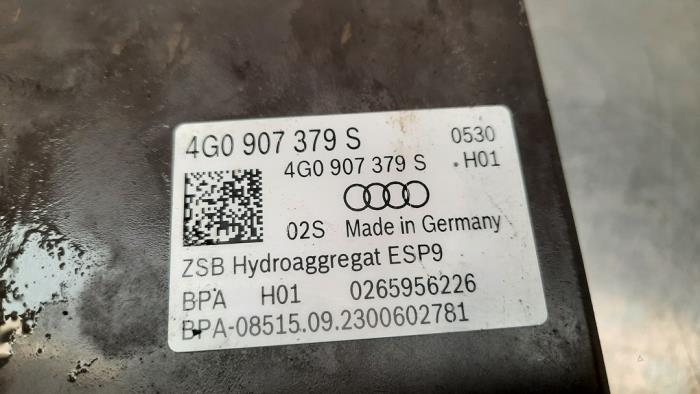 4G0 907 379 S 0530
4G0 907 379 S .H01
02S Made in Germany
ZSB Hydroaggregat ESP9
BPA H01 0265956226
BPA-08515.09.2300602781